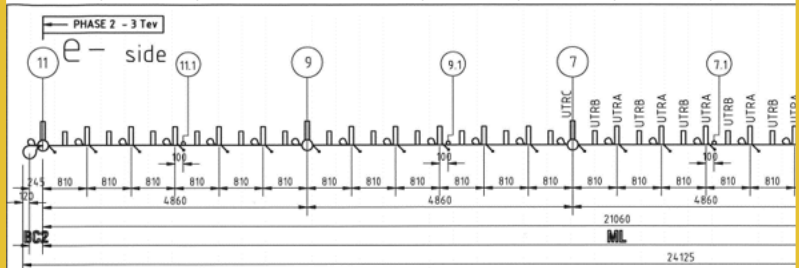 PHASE 2 - 3 Tev
e- side
11 11.1 9 9.1 7 7.1
UTRC UTRB UTRA UTRB UTRA UTRB UTRA UTRB UTRA UTRB
100 100 100
245 810 810 810 810 810 810 810 810 810 810 810 810 810 810 810 810 810
120 4860 4860 4860
21060
BC2 ML
24125